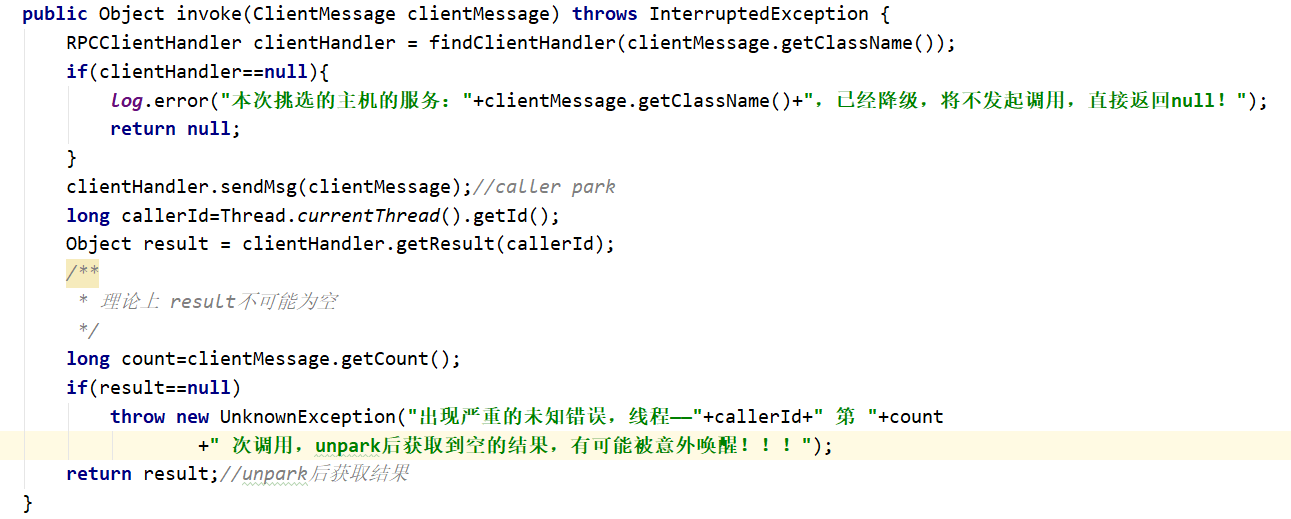 public Object invoke(ClientMessage clientMessage) throws InterruptedException {
    RPCClientHandler clientHandler = findClientHandler(clientMessage.getClassName());
    if(clientHandler==null){
        log.error("本次挑选的主机的服务："+clientMessage.getClassName()+"，已经降级，将不发起调用，直接返回null！");
        return null;
    }
    clientHandler.sendMsg(clientMessage);//caller park
    long callerId=Thread.currentThread().getId();
    Object result = clientHandler.getResult(callerId);
    /**
     * 理论上 result不可能为空
     */
    long count=clientMessage.getCount();
    if(result==null)
        throw new UnknownException("出现严重的未知错误，线程——"+callerId+" 第 "+count
                +" 次调用，unpark后获取到空的结果，有可能被意外唤醒！！！");
    return result;//unpark后获取结果
}